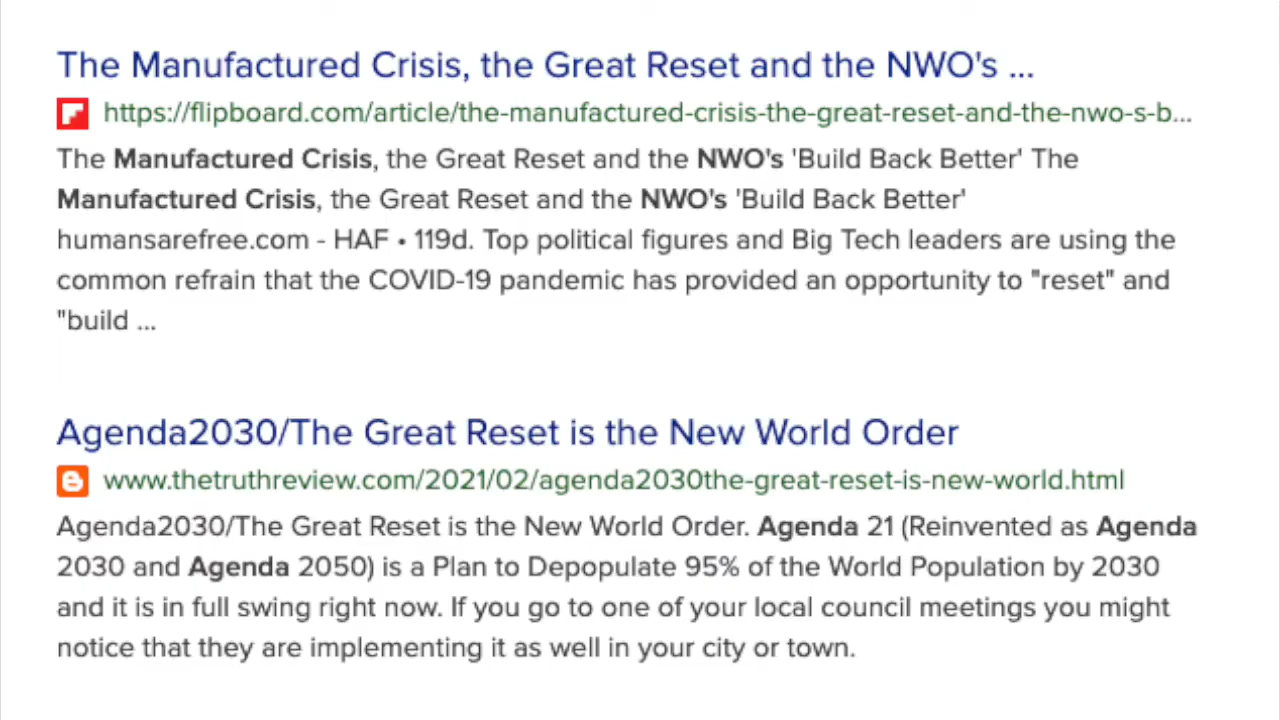 The Manufactured Crisis, the Great Reset and the NWO's ...
https://flipboard.com/article/the-manufactured-crisis-the-great-reset-and-the-nwo-s-b...
The Manufactured Crisis, the Great Reset and the NWO's 'Build Back Better' The
Manufactured Crisis, the Great Reset and the NWO's 'Build Back Better'
humansarefree.com - HAF • 119d. Top political figures and Big Tech leaders are using the
common refrain that the COVID-19 pandemic has provided an opportunity to "reset" and
"build ...
Agenda2030/The Great Reset is the New World Order
www.thetruthreview.com/2021/02/agenda2030the-great-reset-is-new-world.html
Agenda2030/The Great Reset is the New World Order. Agenda 21 (Reinvented as Agenda
2030 and Agenda 2050) is a Plan to Depopulate 95% of the World Population by 2030
and it is in full swing right now. If you go to one of your local council meetings you might
notice that they are implementing it as well in your city or town.